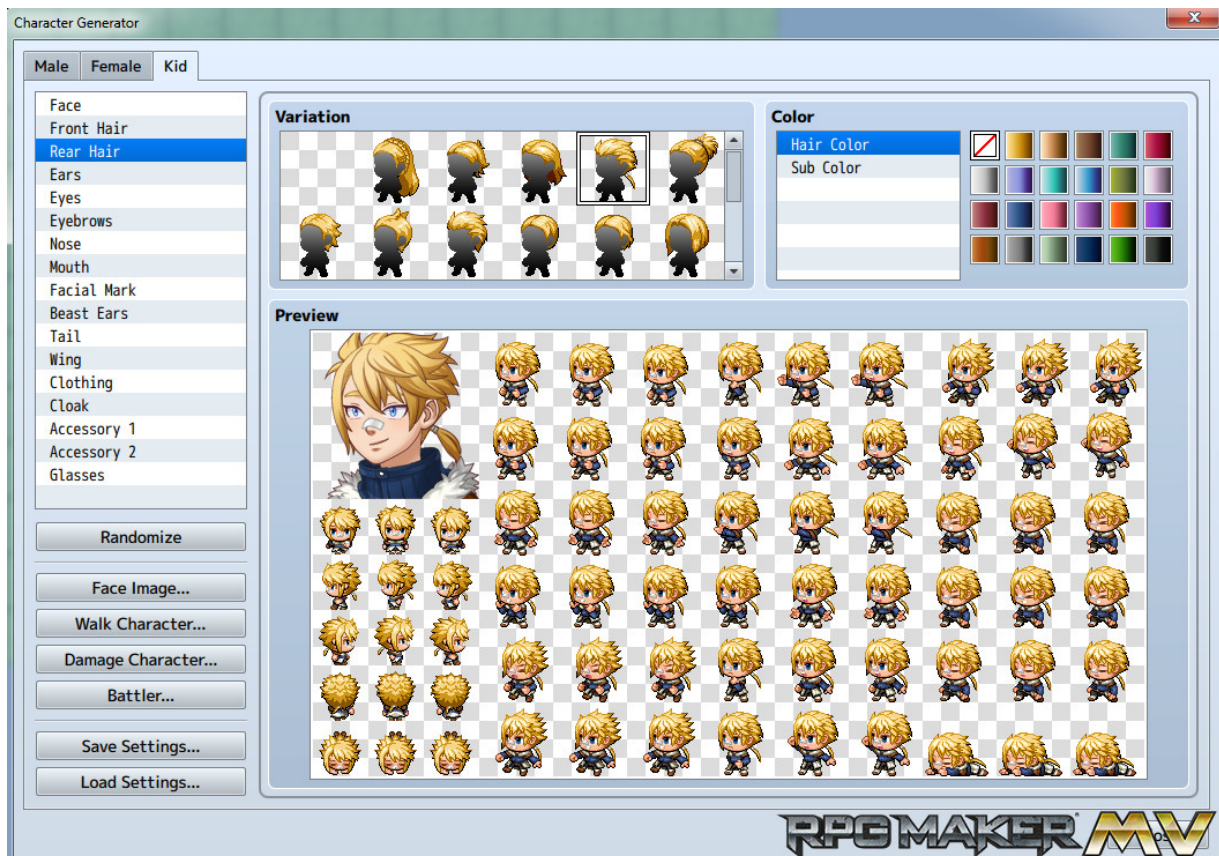 Character Generator
x
Male Female Kid
Face
Front Hair
Rear Hair
Ears
Eyes
Eyebrows
Nose
Mouth
Facial Mark
Beast Ears
Tail
Wing
Clothing
Cloak
Accessory 1
Accessory 2
Glasses
Randomize
Face Image...
Walk Character...
Damage Character...
Battler...
Save Settings...
Load Settings...
Variation
Color
Hair Color
Sub Color
Preview
RPG MAKER MV